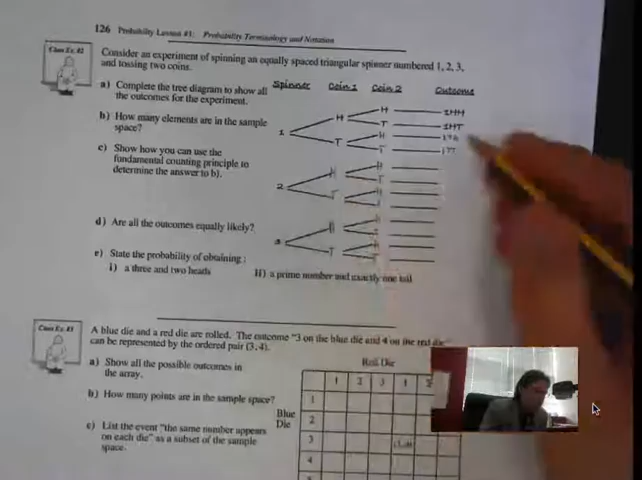 126 Probability Lesson #1: Probability Terminology and Notation
Class Ex. #2
Consider an experiment of spinning an equally spaced triangular spinner numbered 1, 2, 3,
and tossing two coins.
a) Complete the tree diagram to show all
the outcomes for the experiment.
Spinner Coin 1 Coin 2 Outcome
H 1HH
H
T 1HT
1
H
T
T 1TT
b) How many elements are in the sample
space?
c) Show how you can use the
fundamental counting principle to
determine the answer to b).
H
H
T
2
H
T
T
d) Are all the outcomes equally likely?
H
H
T
3
T
e) State the probability of obtaining :
i) a three and two heads ii) a prime number and exactly one tail
Class Ex. #3
A blue die and a red die are rolled. The outcome "3 on the blue die and 4 on the red die"
can be represented by the ordered pair (3, 4).
a) Show all the possible outcomes in
the array.
b) How many points are in the sample space?
c) List the event "the same number appears
on each die" as a subset of the sample
space.
Red Die
1 2 3
1
Blue
Die
2
3 (3, 4)
4